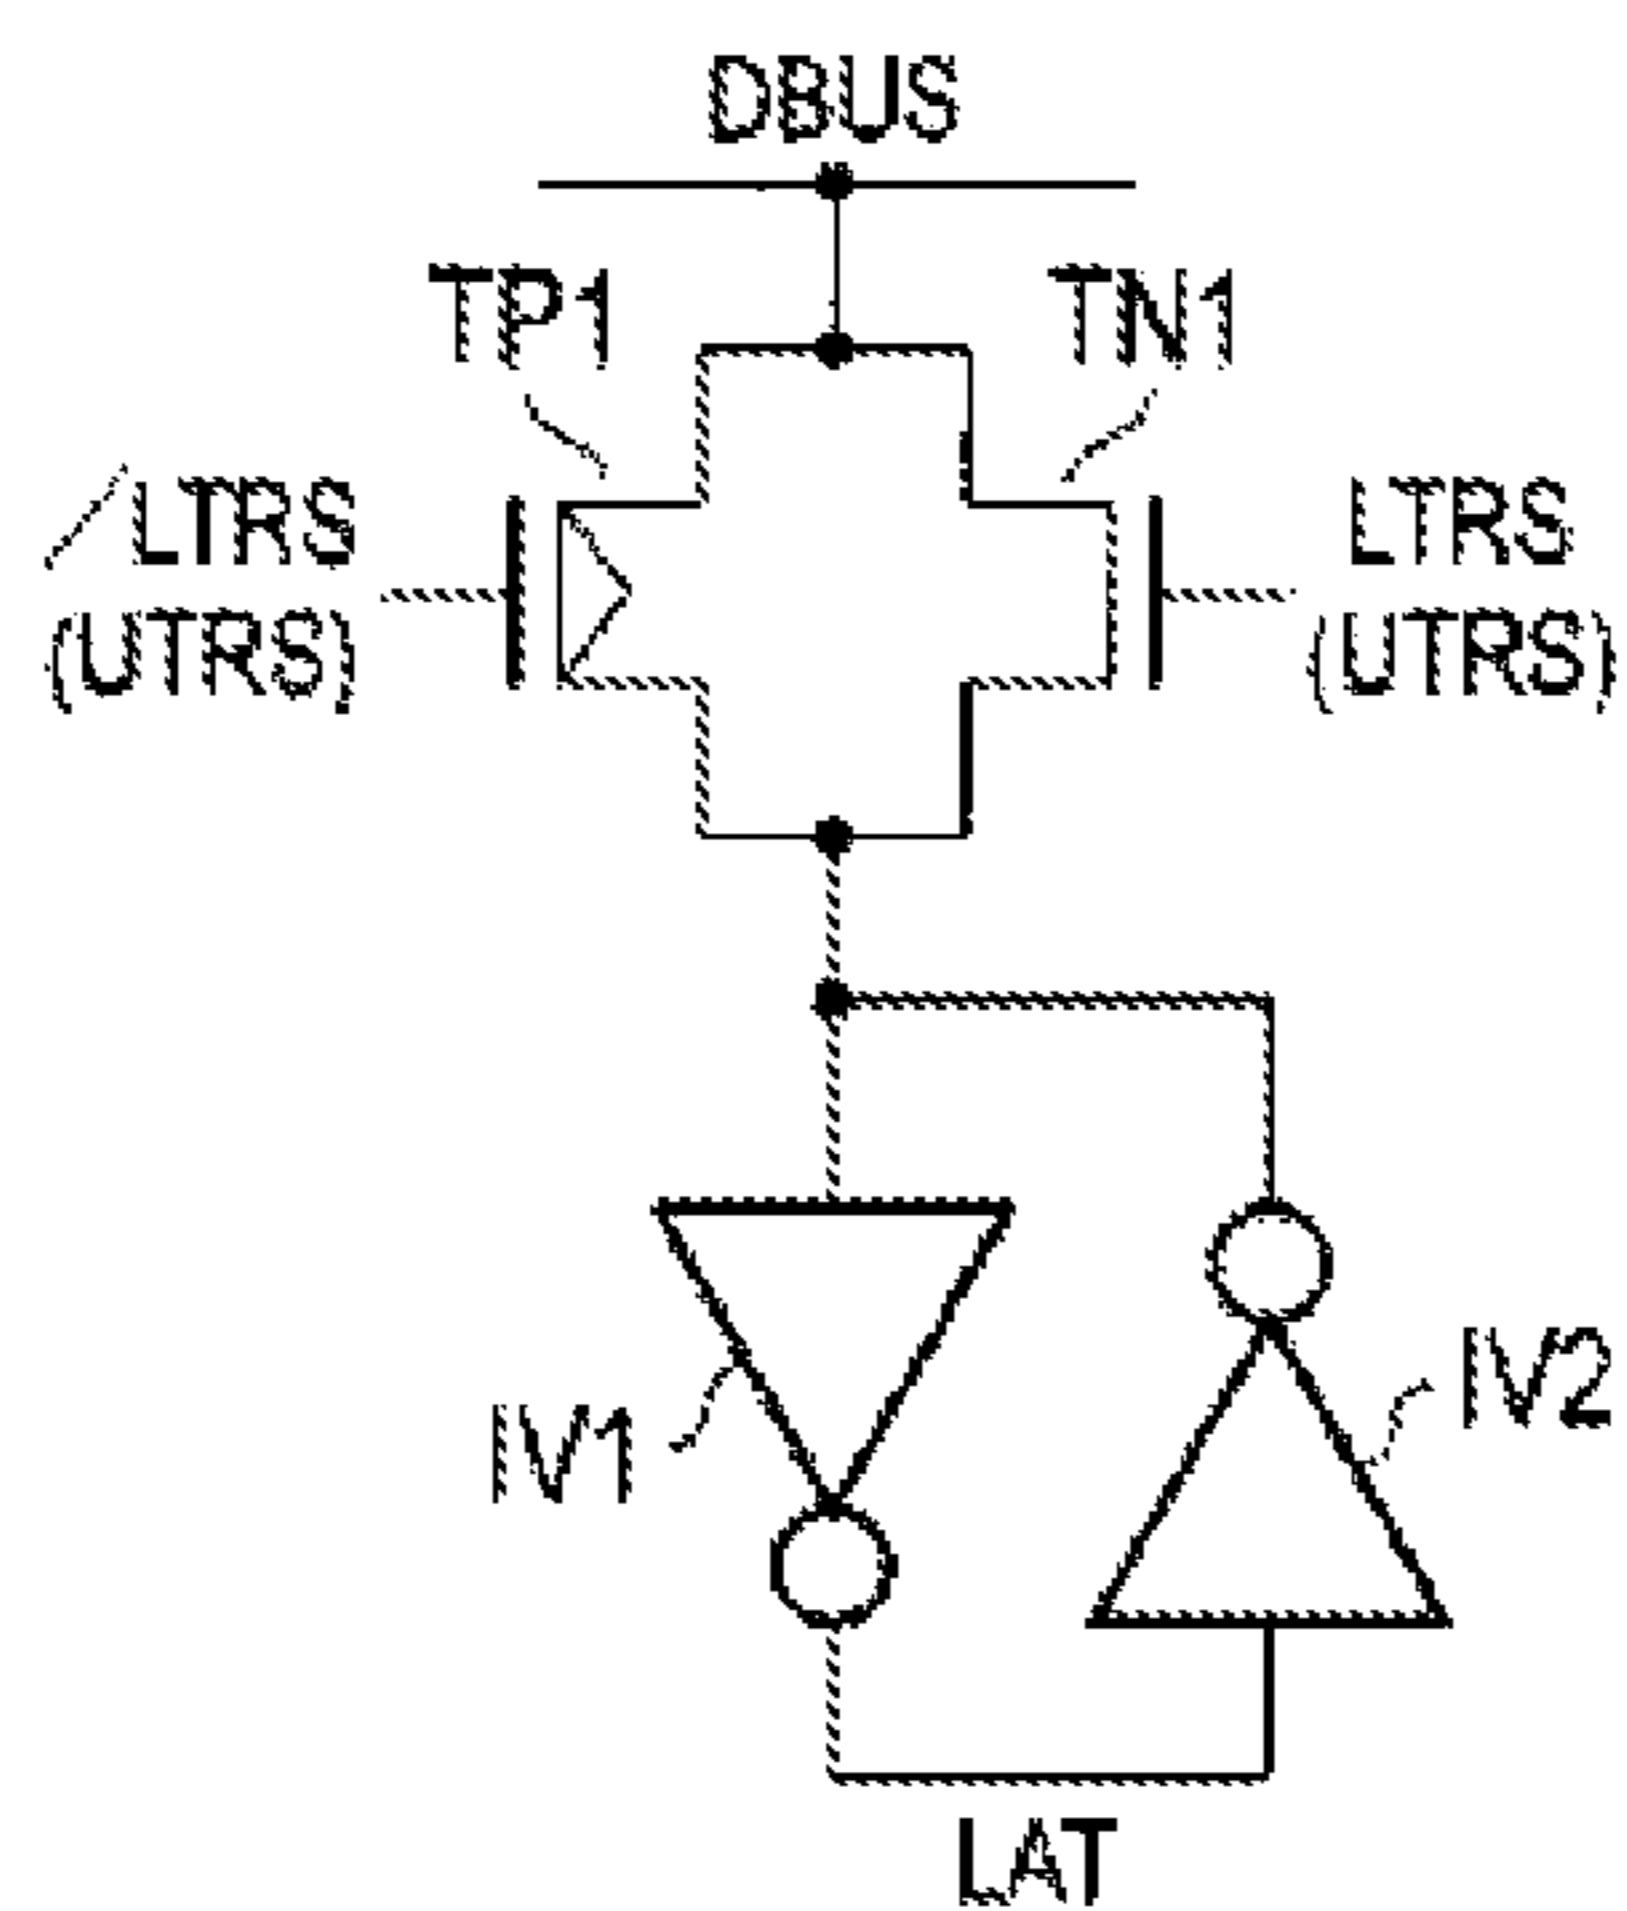 DBUS
TP1
TN1
/LTRS
(UTRS)
LTRS
(UTRS)
IV1
IV2
LAT